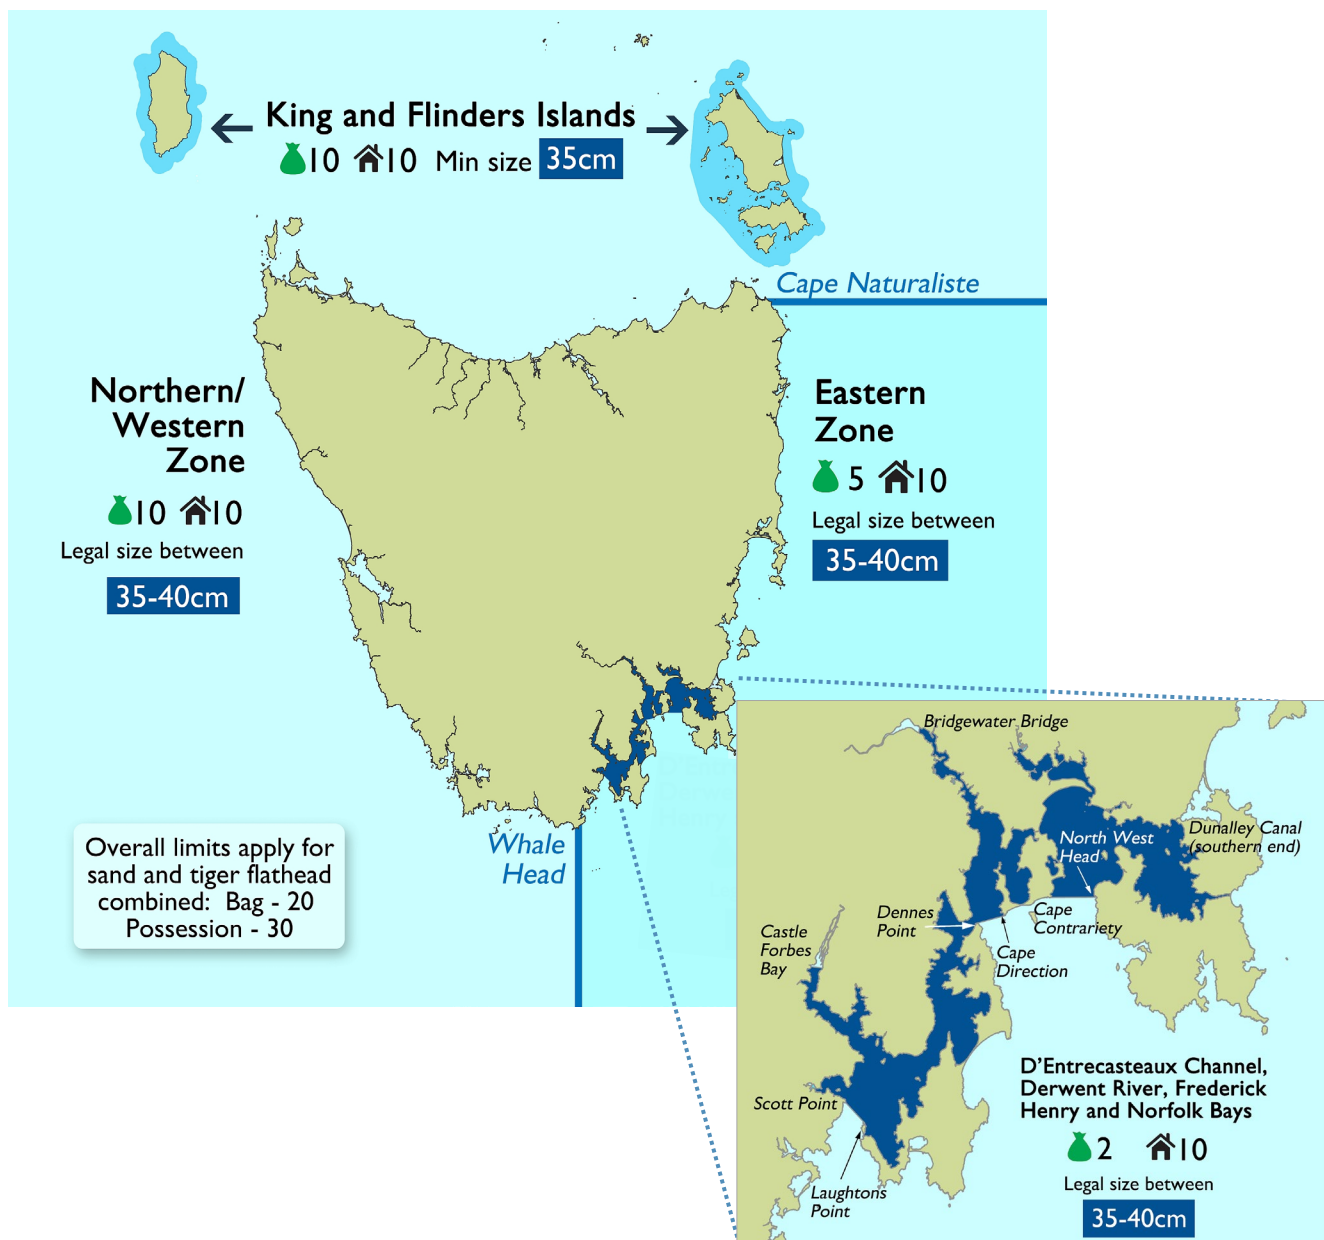 King and Flinders Islands
10 10 Min size 35cm
Cape Naturaliste
Northern/
Western
Zone
10 10
Legal size between
35-40cm
Eastern
Zone
5 10
Legal size between
35-40cm
Whale
Head
Overall limits apply for
sand and tiger flathead
combined: Bag - 20
Possession - 30
Bridgewater Bridge
North West
Head
Dunalley Canal
(southern end)
Dennes
Point
Cape
Contrariety
Castle
Forbes
Bay
Cape
Direction
Scott Point
Laughtons
Point
D'Entrecasteaux Channel,
Derwent River, Frederick
Henry and Norfolk Bays
2 10
Legal size between
35-40cm